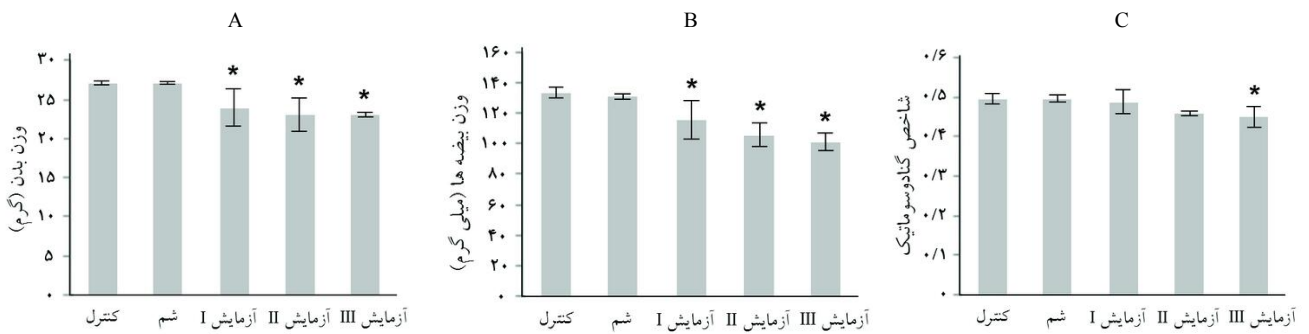 A
وزن بدن (گرم)
۳۰
۲۵
۲۰
۱۵
۱۰
۵
۰
* * *
کنترل شم آزمایش I آزمایش II آزمایش III
B
وزن بیضه ها (میلی گرم)
۱۶۰
۱۴۰
۱۲۰
۱۰۰
۸۰
۶۰
۴۰
۲۰
۰
* * *
کنترل شم آزمایش I آزمایش II آزمایش III
C
شاخص گنادوسوماتیک
۰/۶
۰/۵
۰/۴
۰/۳
۰/۲
۰/۱
۰
*
کنترل شم آزمایش I آزمایش II آزمایش III